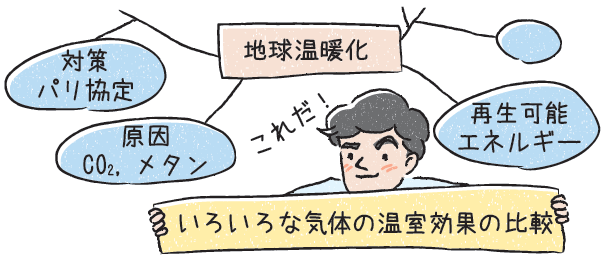 地球温暖化
対策
パリ協定
原因
CO₂, メタン
再生可能
エネルギー
これだ！
いろいろな気体の温室効果の比較